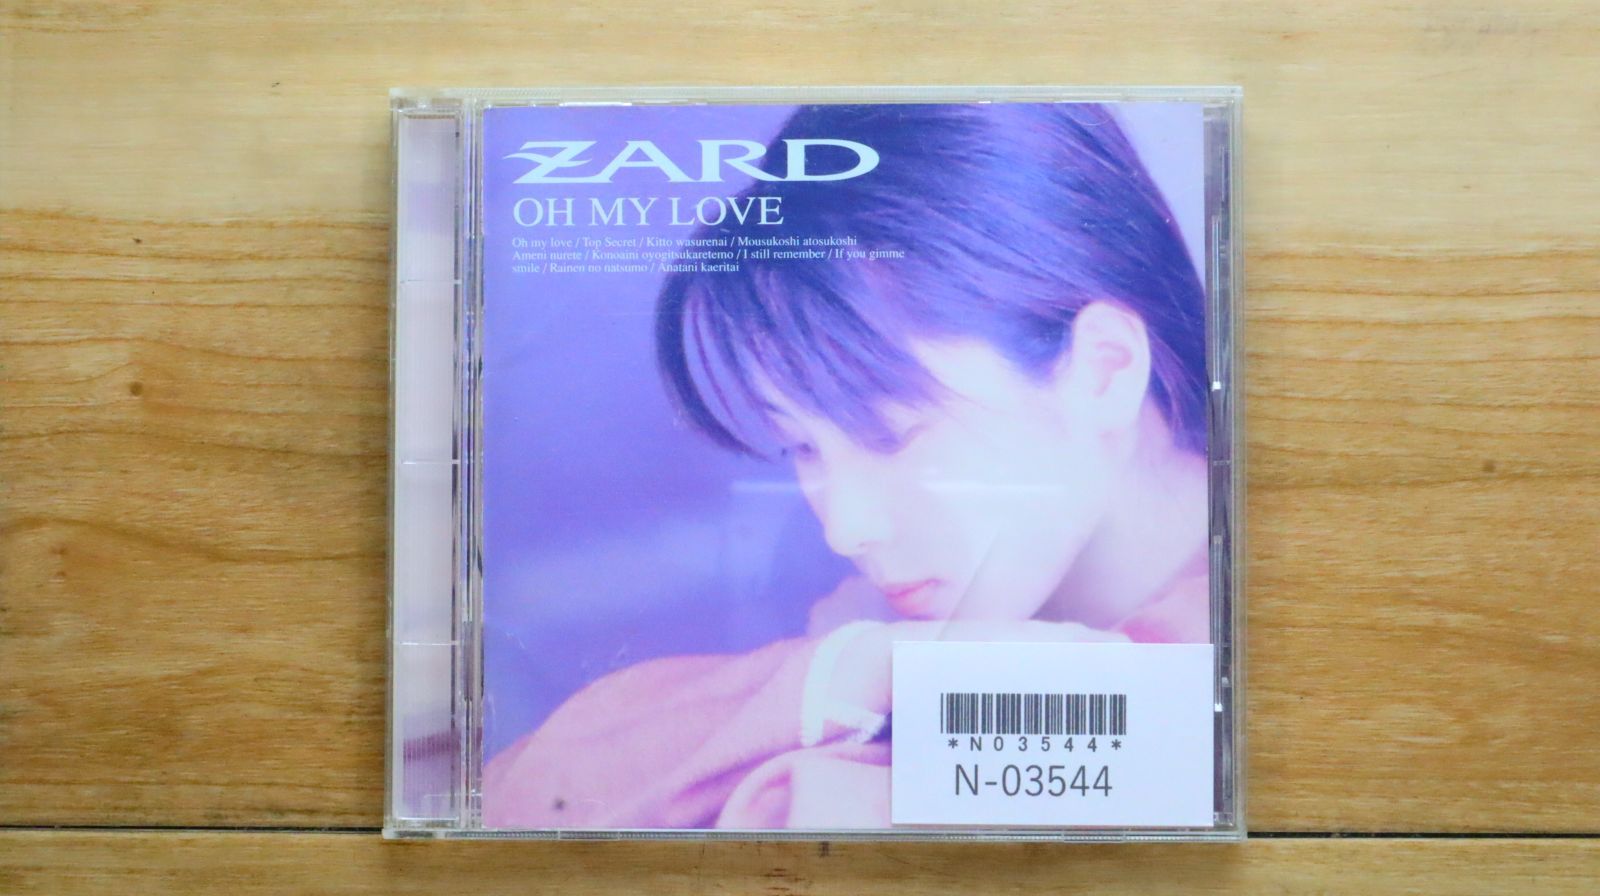 ZARD
OH MY LOVE
Oh my love / Top Secret / Kitto wasurenai / Mousukoshi atosukoshi
Ameni nurete / Konoaini oyogitsukaretemo / I still remember / If you gimme
smile / Rainen no natsumo / Anatani kaeritai
*N03544*
N-03544